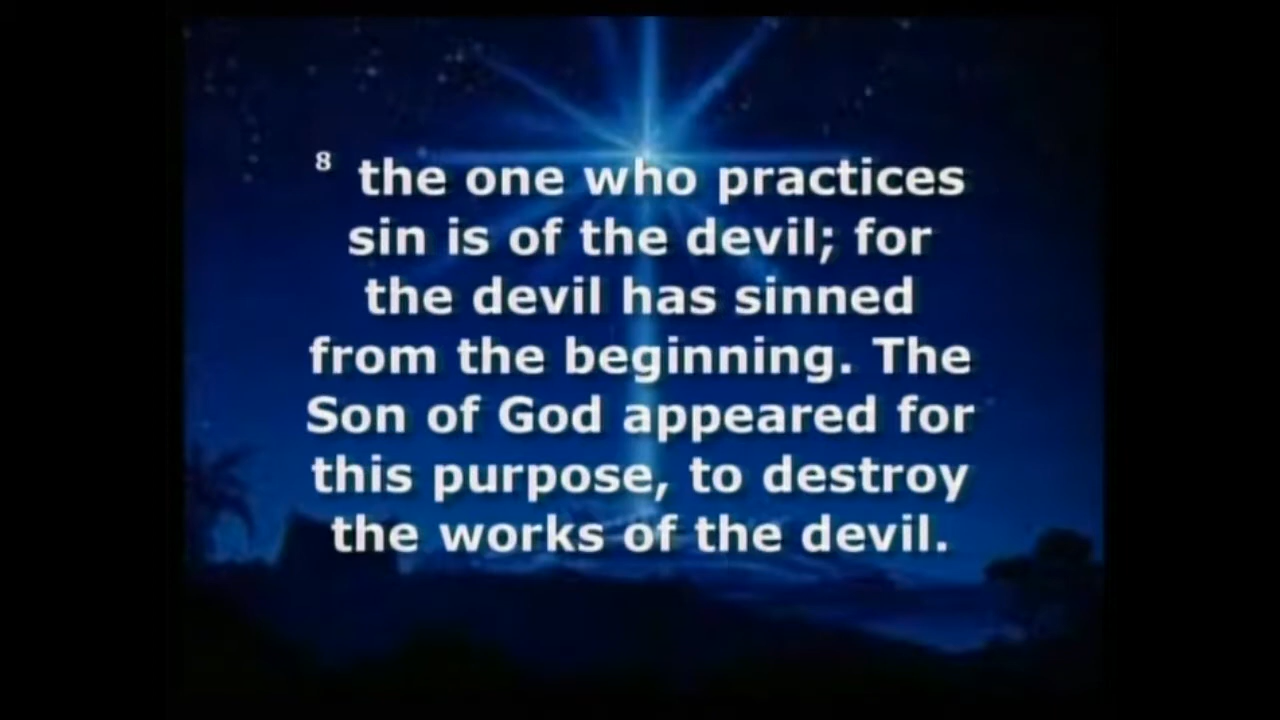 8 the one who practices
sin is of the devil; for
the devil has sinned
from the beginning. The
Son of God appeared for
this purpose, to destroy
the works of the devil.